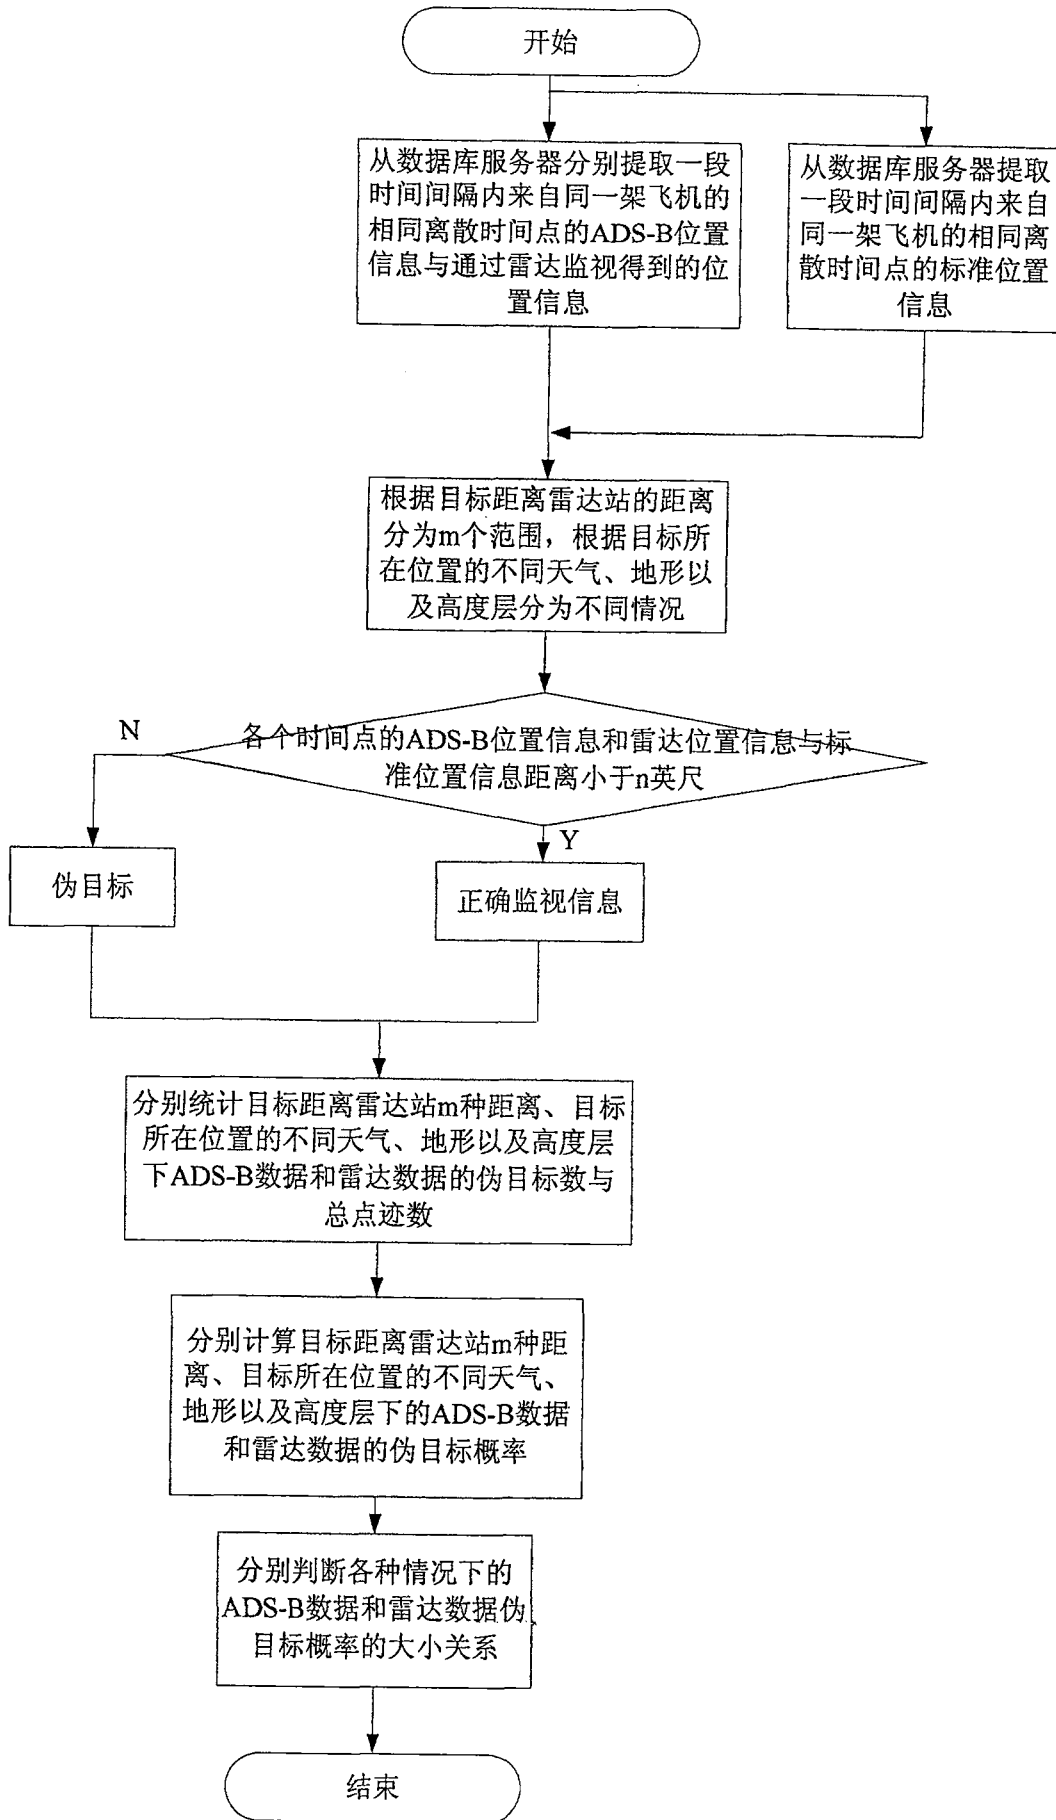 开始
从数据库服务器分别提取一段
时间间隔内来自同一架飞机的
相同离散时间点的ADS-B位置
信息与通过雷达监视得到的位
置信息
从数据库服务器提取
一段时间间隔内来自
同一架飞机的相同离
散时间点的标准位置
信息
根据目标距离雷达站的距离
分为m个范围，根据目标所
在位置的不同天气、地形以
及高度层分为不同情况
各个时间点的ADS-B位置信息和雷达位置信息与标
准位置信息距离小于n英尺
N
Y
伪目标
正确监视信息
分别统计目标距离雷达站m种距离、目标
所在位置的不同天气、地形以及高度层
下ADS-B数据和雷达数据的伪目标数与
总点迹数
分别计算目标距离雷达站m种距
离、目标所在位置的不同天气、
地形以及高度层下的ADS-B数据
和雷达数据的伪目标概率
分别判断各种情况下的
ADS-B数据和雷达数据伪
目标概率的大小关系
结束